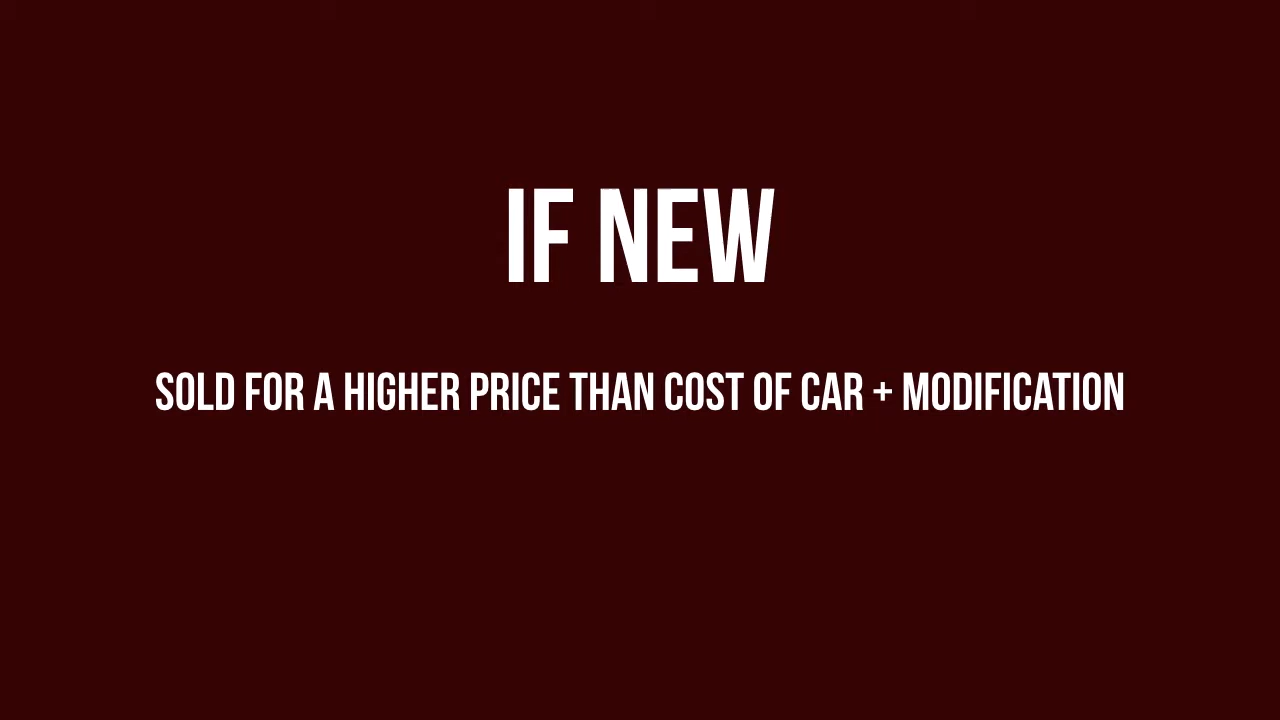 IF NEW
SOLD FOR A HIGHER PRICE THAN COST OF CAR + MODIFICATION